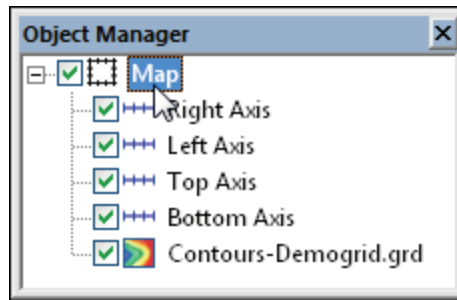 Object Manager
Map
Right Axis
Left Axis
Top Axis
Bottom Axis
Contours-Demogrid.grd